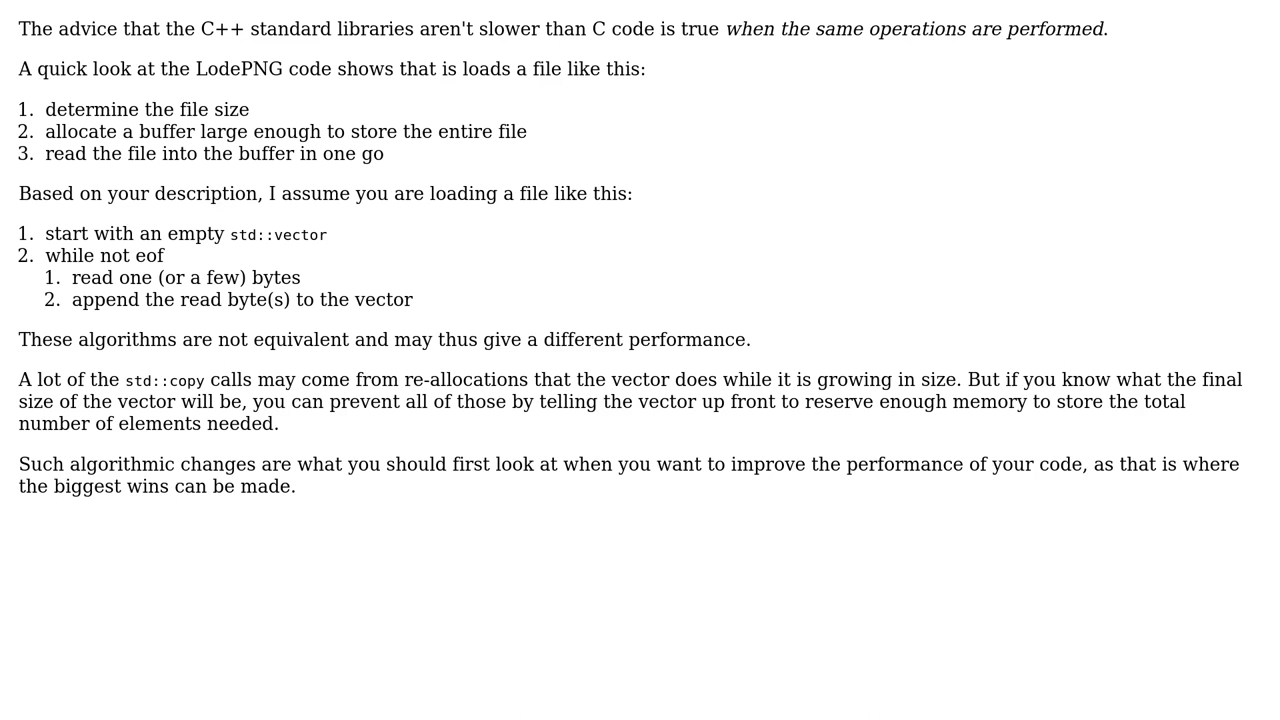 The advice that the C++ standard libraries aren't slower than C code is true when the same operations are performed.
A quick look at the LodePNG code shows that is loads a file like this:
1. determine the file size
2. allocate a buffer large enough to store the entire file
3. read the file into the buffer in one go
Based on your description, I assume you are loading a file like this:
1. start with an empty std::vector
2. while not eof
1. read one (or a few) bytes
2. append the read byte(s) to the vector
These algorithms are not equivalent and may thus give a different performance.
A lot of the std::copy calls may come from re-allocations that the vector does while it is growing in size. But if you know what the final
size of the vector will be, you can prevent all of those by telling the vector up front to reserve enough memory to store the total
number of elements needed.
Such algorithmic changes are what you should first look at when you want to improve the performance of your code, as that is where
the biggest wins can be made.